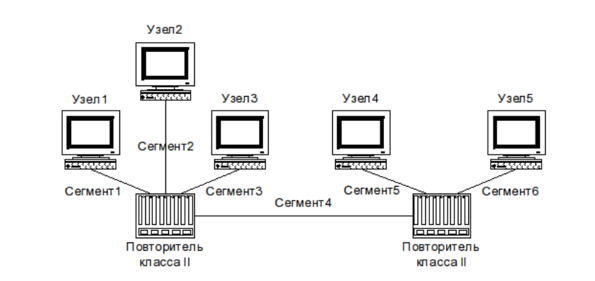 Узел2
Узел1
Узел3
Узел4
Узел5
Сегмент2
Сегмент1
Сегмент3
Сегмент5
Сегмент6
Сегмент4
Повторитель
класса II
Повторитель
класса II